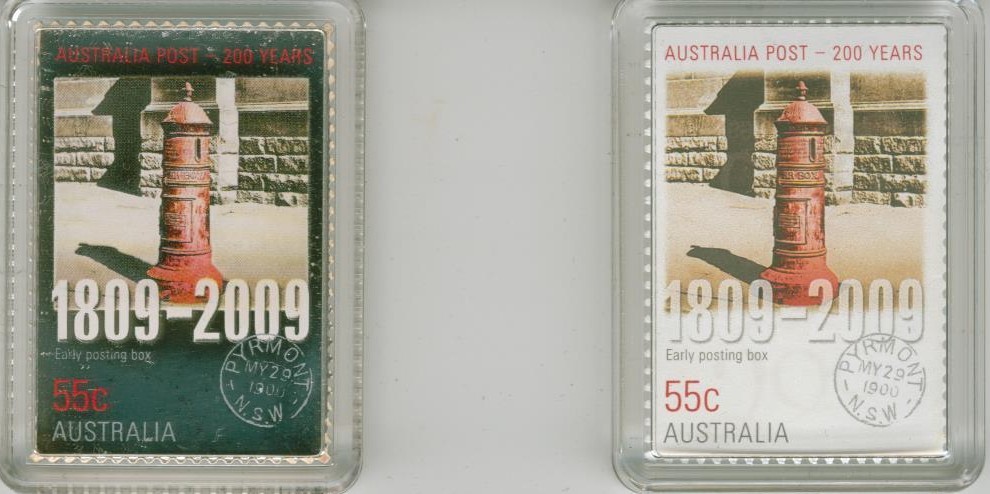 AUSTRALIA POST – 200 YEARS
1809–2009
Early posting box
PYRMONT
MY 29
1900
N.S.W
55c
AUSTRALIA
AUSTRALIA POST – 200 YEARS
1809–2009
Early posting box
PYRMONT
MY 29
1900
N.S.W
55c
AUSTRALIA